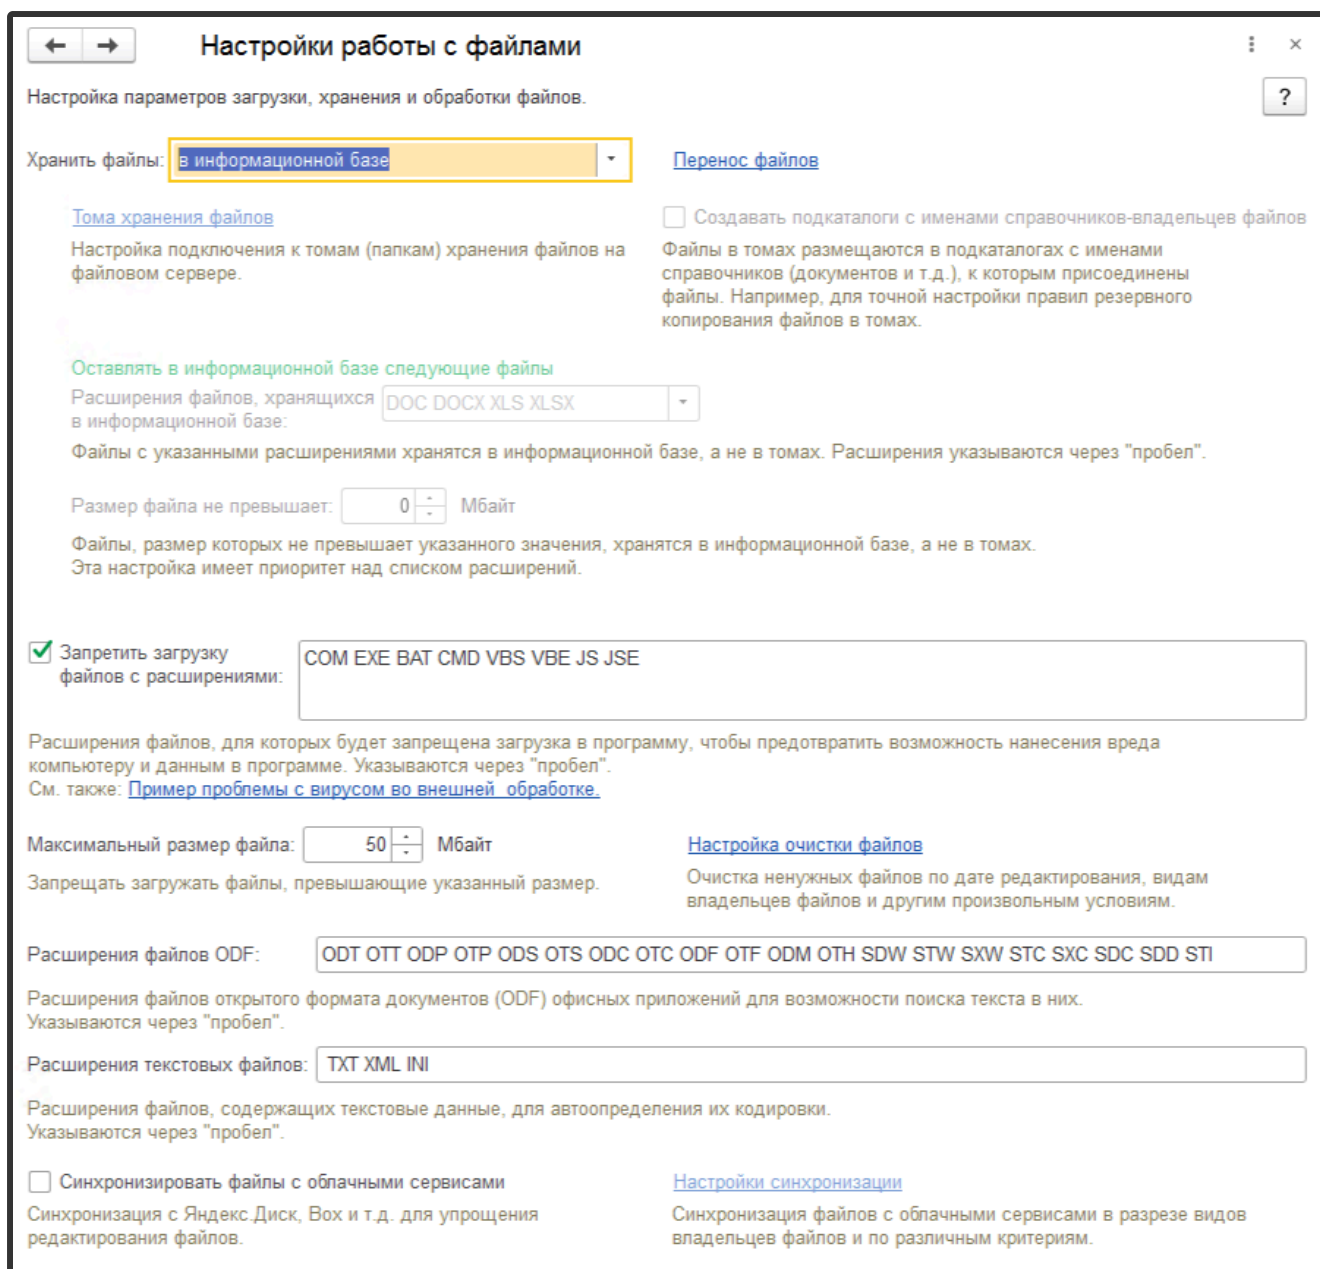 Настройки работы с файлами
Настройка параметров загрузки, хранения и обработки файлов.
?
Хранить файлы: в информационной базе
Перенос файлов
Тома хранения файлов
Настройка подключения к томам (папкам) хранения файлов на
файловом сервере.
Создавать подкаталоги с именами справочников-владельцев файлов
Файлы в томах размещаются в подкаталогах с именами
справочников (документов и т.д.), к которым присоединены
файлы. Например, для точной настройки правил резервного
копирования файлов в томах.
Оставлять в информационной базе следующие файлы
Расширения файлов, хранящихся
в информационной базе:
DOC DOCX XLS XLSX
Файлы с указанными расширениями хранятся в информационной базе, а не в томах. Расширения указываются через "пробел".
Размер файла не превышает: 0 Мбайт
Файлы, размер которых не превышает указанного значения, хранятся в информационной базе, а не в томах.
Эта настройка имеет приоритет над списком расширений.
Запретить загрузку
файлов с расширениями:
COM EXE BAT CMD VBS VBE JS JSE
Расширения файлов, для которых будет запрещена загрузка в программу, чтобы предотвратить возможность нанесения вреда
компьютеру и данным в программе. Указываются через "пробел".
См. также: Пример проблемы с вирусом во внешней обработке.
Максимальный размер файла: 50 Мбайт
Запрещать загружать файлы, превышающие указанный размер.
Настройка очистки файлов
Очистка ненужных файлов по дате редактирования, видам
владельцев файлов и другим произвольным условиям.
Расширения файлов ODF: ODT OTT ODP OTP ODS OTS ODC OTC ODF OTF ODM OTH SDW STW SXW STC SXC SDC SDD STI
Расширения файлов открытого формата документов (ODF) офисных приложений для возможности поиска текста в них.
Указываются через "пробел".
Расширения текстовых файлов: TXT XML INI
Расширения файлов, содержащих текстовые данные, для автоопределения их кодировки.
Указываются через "пробел".
Синхронизировать файлы с облачными сервисами
Синхронизация с Яндекс.Диск, Box и т.д. для упрощения
редактирования файлов.
Настройки синхронизации
Синхронизация файлов с облачными сервисами в разрезе видов
владельцев файлов и по различным критериям.